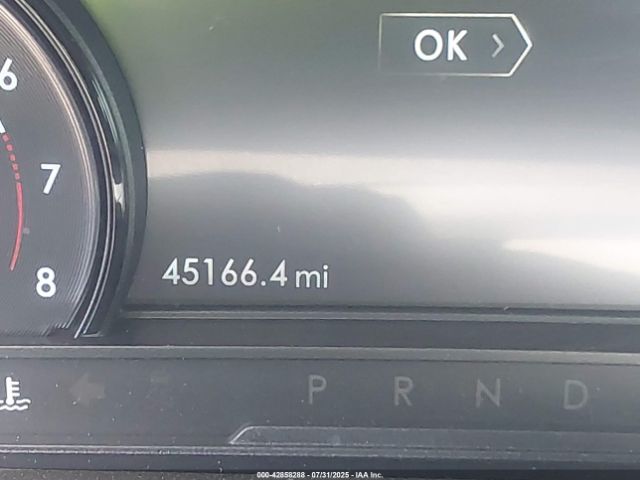 OK >
6
7
8
45166.4 mi
P R N D
000-42858288 - 07/31/2025 - IAA Inc.